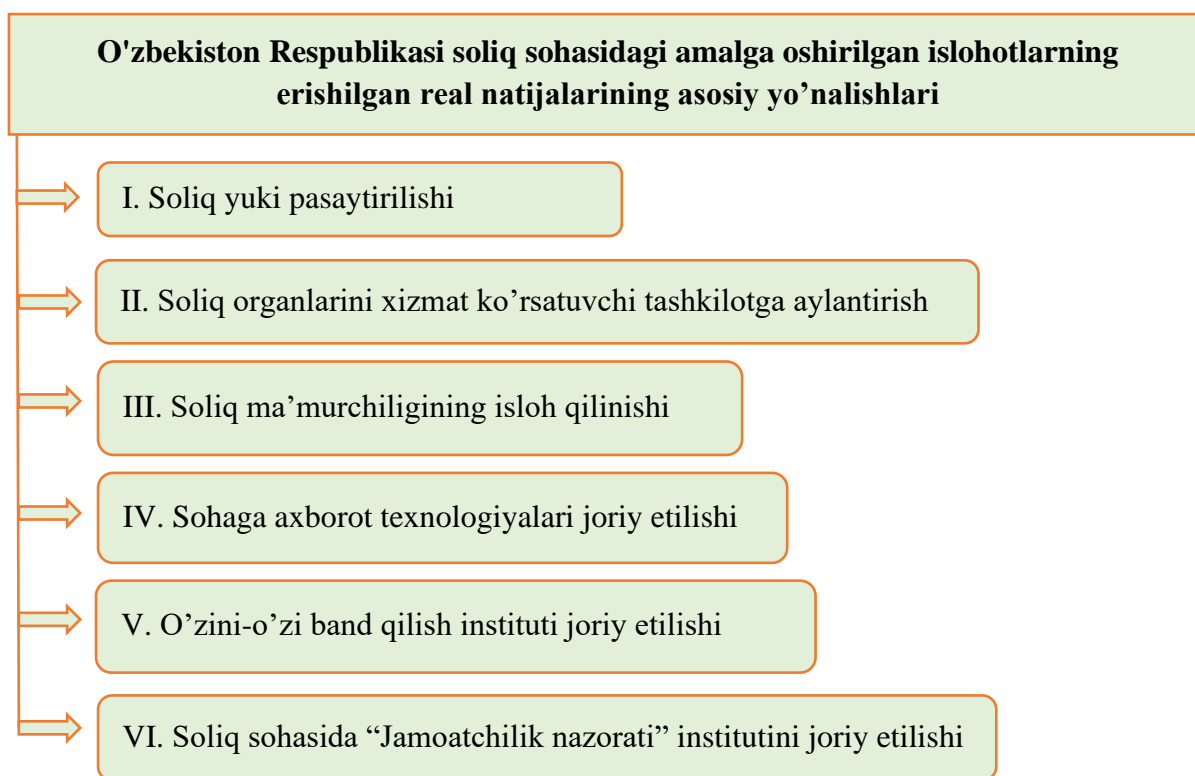 O'zbekiston Respublikasi soliq sohasidagi amalga oshirilgan islohotlarning
erishilgan real natijalarining asosiy yo’nalishlari
I. Soliq yuki pasaytirilishi
II. Soliq organlarini xizmat ko’rsatuvchi tashkilotga aylantirish
III. Soliq ma’murchiligining isloh qilinishi
IV. Sohaga axborot texnologiyalari joriy etilishi
V. O’zini-o’zi band qilish instituti joriy etilishi
VI. Soliq sohasida “Jamoatchilik nazorati” institutini joriy etilishi